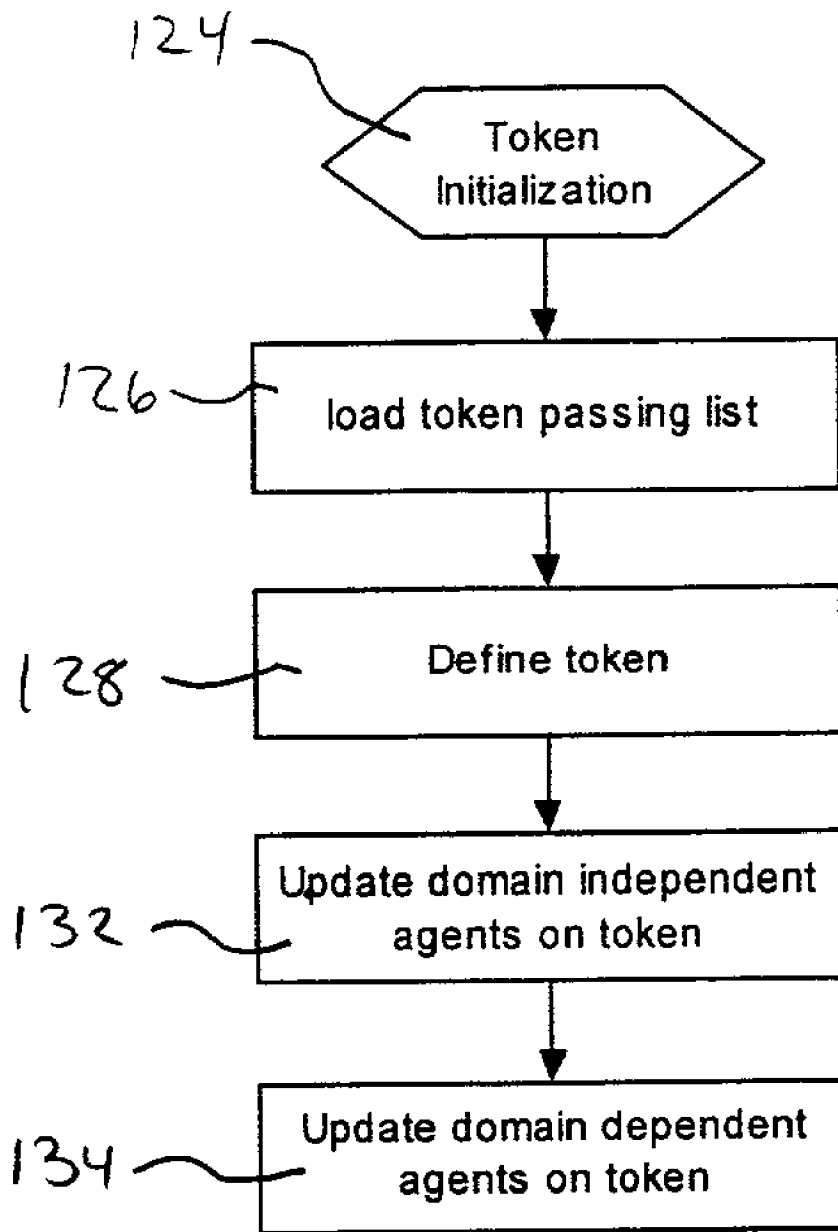 124
Token
Initialization
126
load token passing list
128
Define token
132
Update domain independent
agents on token
134
Update domain dependent
agents on token